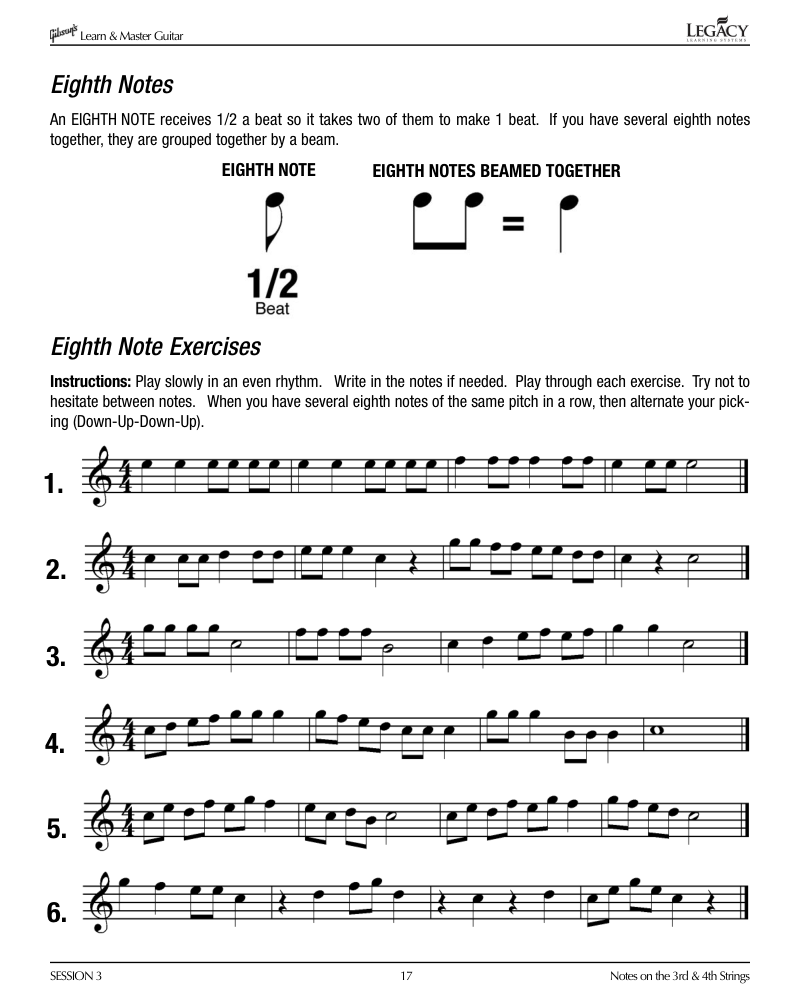 Gibson's Learn & Master Guitar
LEGACY
LEARNING SYSTEMS
Eighth Notes
An EIGHTH NOTE receives 1/2 a beat so it takes two of them to make 1 beat. If you have several eighth notes
together, they are grouped together by a beam.
EIGHTH NOTE
EIGHTH NOTES BEAMED TOGETHER
=
1/2
Beat
Eighth Note Exercises
Instructions: Play slowly in an even rhythm. Write in the notes if needed. Play through each exercise. Try not to
hesitate between notes. When you have several eighth notes of the same pitch in a row, then alternate your pick-
ing (Down-Up-Down-Up).
1.
2.
3.
4.
5.
6.
SESSION 3
17
Notes on the 3rd & 4th Strings